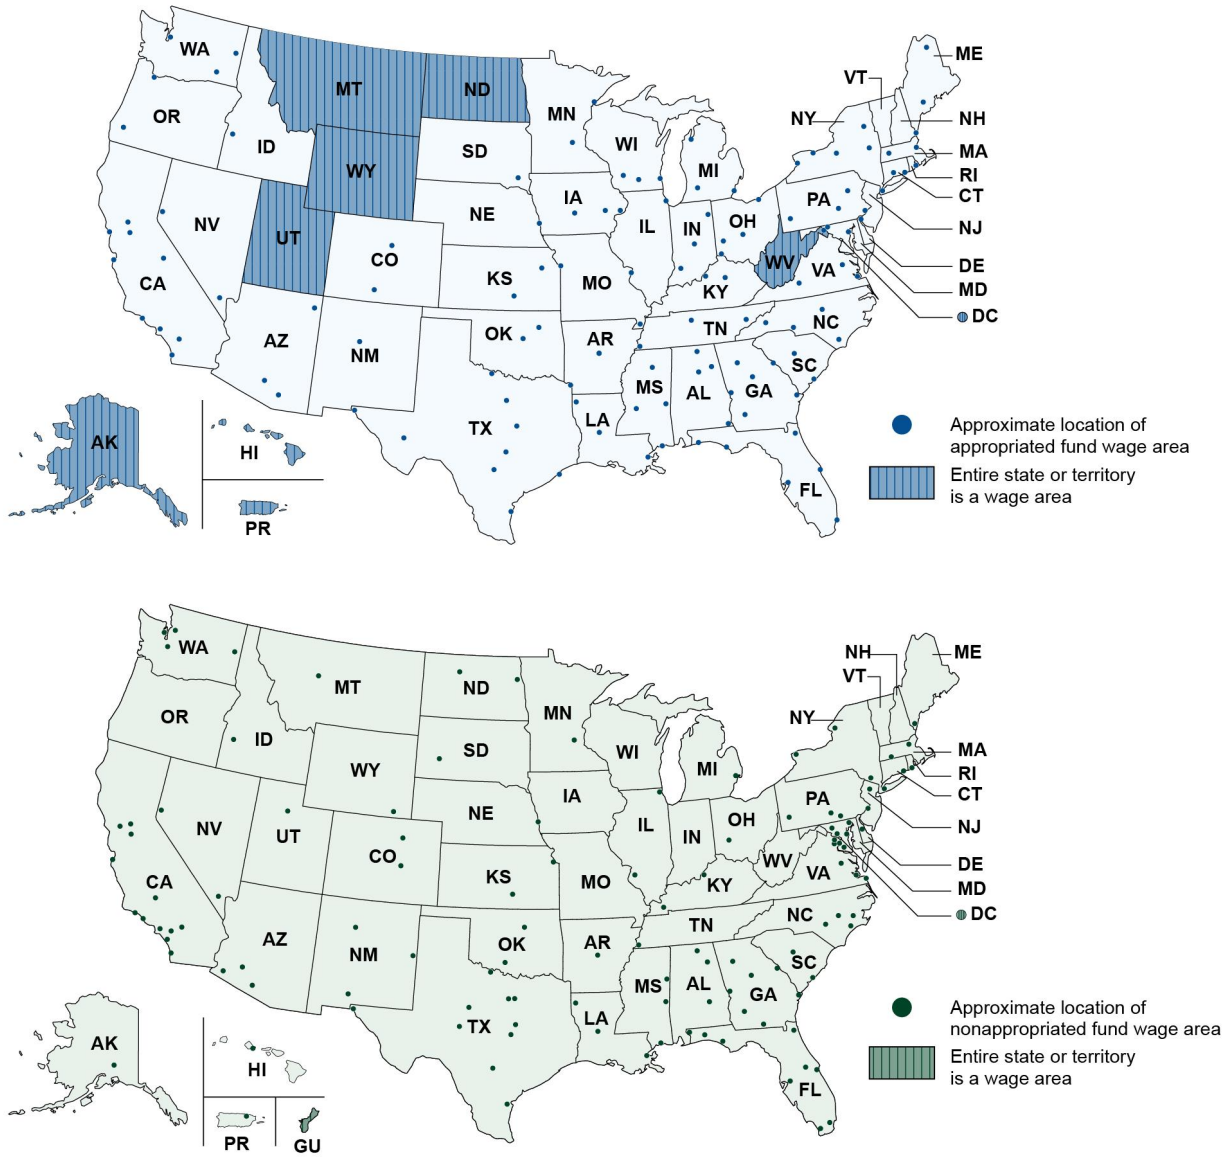 WA
MT
ND
MN
ME
VT
OR
ID
WY
SD
WI
MI
NY
NH
MA
RI
CT
NV
UT
CO
NE
IA
IL
IN
OH
PA
NJ
CA
KS
MO
KY
WV
VA
DE
MD
DC
AZ
NM
OK
AR
TN
NC
SC
TX
LA
MS
AL
GA
FL
AK
HI
PR
Approximate location of
appropriated fund wage area
Entire state or territory
is a wage area
WA
MT
ND
MN
NH
ME
VT
OR
ID
WY
SD
WI
MI
NY
MA
RI
CT
NV
UT
CO
NE
IA
IL
IN
OH
PA
NJ
CA
KS
MO
KY
WV
VA
DE
MD
DC
AZ
NM
OK
AR
TN
NC
SC
TX
LA
MS
AL
GA
FL
AK
HI
PR
GU
Approximate location of
nonappropriated fund wage area
Entire state or territory
is a wage area